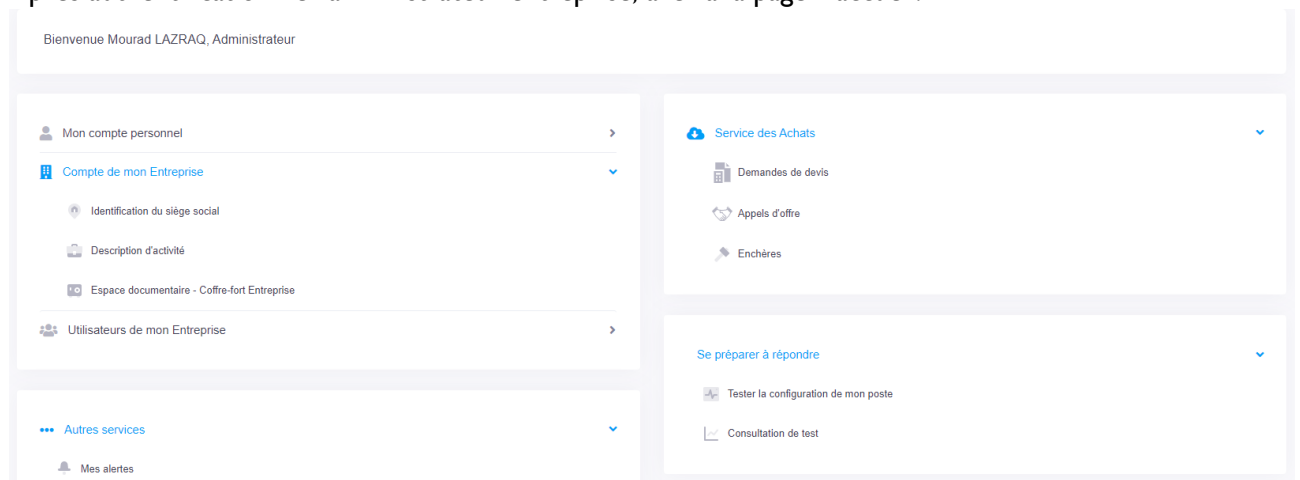 Bienvenue Mourad LAZRAQ, Administrateur
Mon compte personnel
Compte de mon Entreprise
Identification du siège social
Description d'activité
Espace documentaire - Coffre-fort Entreprise
Utilisateurs de mon Entreprise
Autres services
Mes alertes
Service des Achats
Demandes de devis
Appels d'offre
Enchères
Se préparer à répondre
Tester la configuration de mon poste
Consultation de test